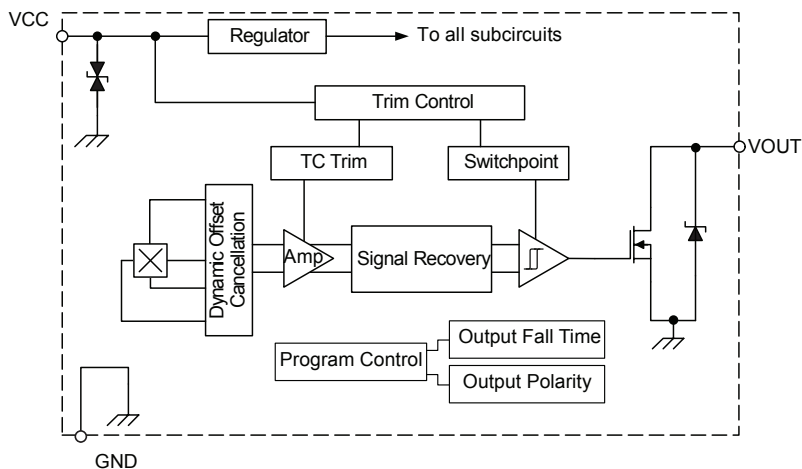 VCC
Regulator
To all subcircuits
Trim Control
TC Trim
Switchpoint
VOUT
Dynamic Offset
Cancellation
Amp
Signal Recovery
Program Control
Output Fall Time
Output Polarity
GND